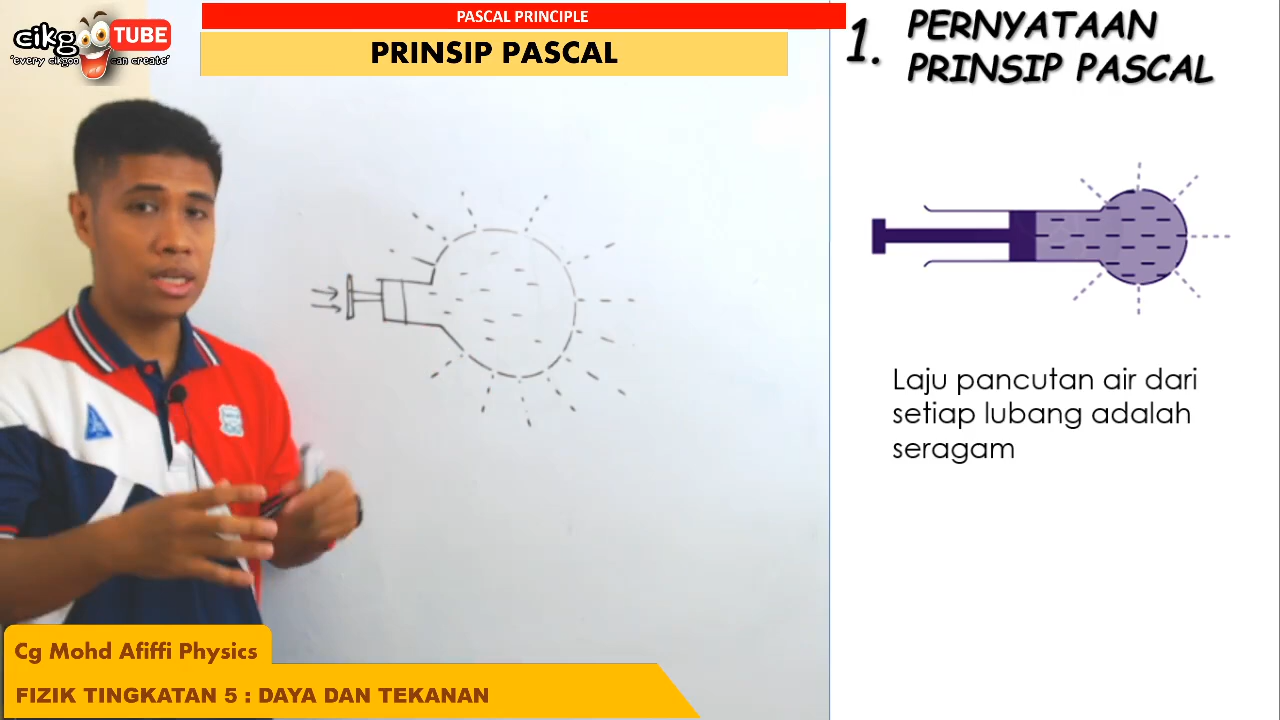 PASCAL PRINCIPLE
PRINSIP PASCAL
cikgooTUBE
'every cikgoo can create'
1. PERNYATAAN
PRINSIP PASCAL
Laju pancutan air dari
setiap lubang adalah
seragam
Cg Mohd Afiffi Physics
FIZIK TINGKATAN 5 : DAYA DAN TEKANAN